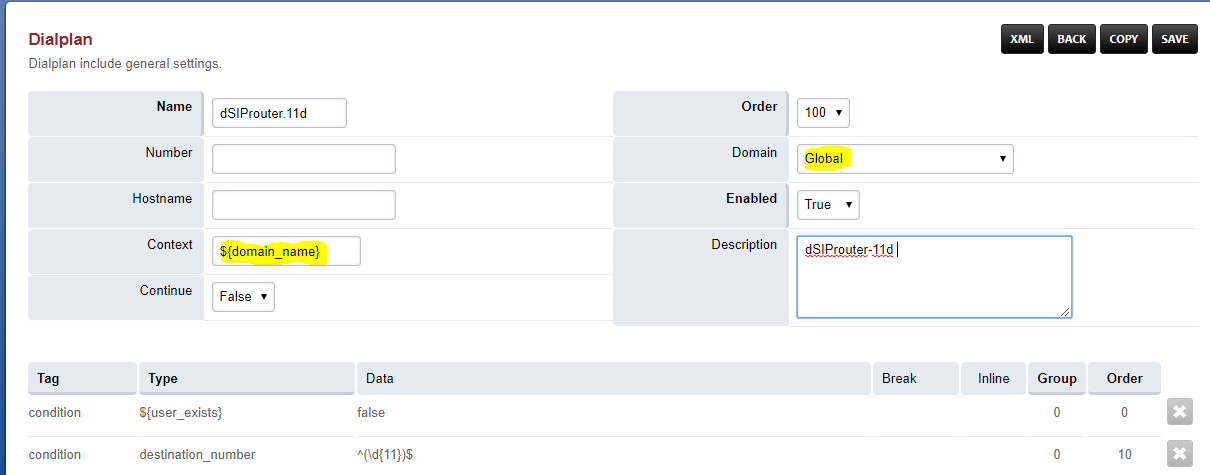 Dialplan
XML BACK COPY SAVE
Dialplan include general settings.
Name dSIProuter.11d Order 100
Number Domain Global
Hostname Enabled True
Context ${domain_name} Description dSIProuter-11d
Continue False
Tag Type Data Break Inline Group Order
condition ${user_exists} false 0 0
condition destination_number ^(\d{11})$ 0 10